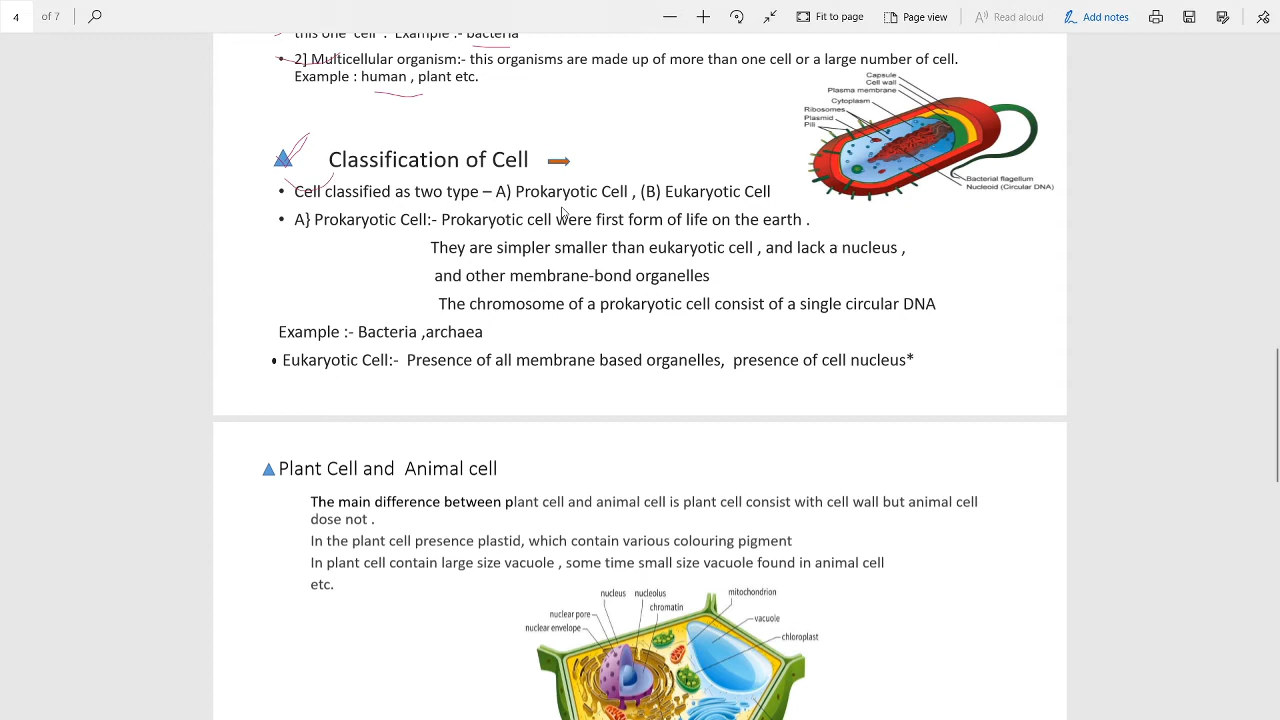 4 of 7
Fit to page
Page view
Read aloud
Add notes
this one cell . Example :- bacteria
• 2] Multicellular organism:- this organisms are made up of more than one cell or a large number of cell.
Example : human , plant etc.
Capsule
Cell wall
Plasma membrane
Cytoplasm
Ribosomes
Plasmid
Pili
Bacterial flagellum
Nucleoid (Circular DNA)
Classification of Cell
• Cell classified as two type – A) Prokaryotic Cell , (B) Eukaryotic Cell
• A} Prokaryotic Cell:- Prokaryotic cell were first form of life on the earth .
They are simpler smaller than eukaryotic cell , and lack a nucleus ,
and other membrane-bond organelles
The chromosome of a prokaryotic cell consist of a single circular DNA
Example :- Bacteria ,archaea
• Eukaryotic Cell:- Presence of all membrane based organelles, presence of cell nucleus*
Plant Cell and Animal cell
The main difference between plant cell and animal cell is plant cell consist with cell wall but animal cell
dose not .
In the plant cell presence plastid, which contain various colouring pigment
In plant cell contain large size vacuole , some time small size vacuole found in animal cell
etc.
nucleus
nucleolus
chromatin
nuclear pore
nuclear envelope
mitochondrion
vacuole
chloroplast